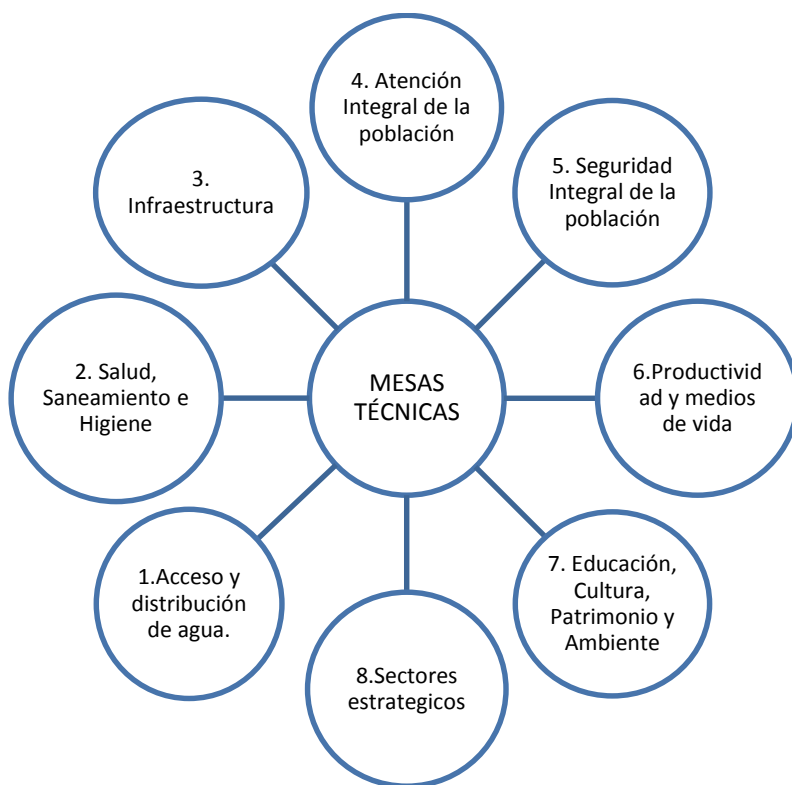 4. Atención
Integral de la
población
3.
Infraestructura
5. Seguridad
Integral de la
población
2. Salud,
Saneamiento e
Higiene
MESAS
TÉCNICAS
6.Productivid
ad y medios
de vida
1.Acceso y
distribución
de agua.
7. Educación,
Cultura,
Patrimonio y
Ambiente
8.Sectores
estrategicos